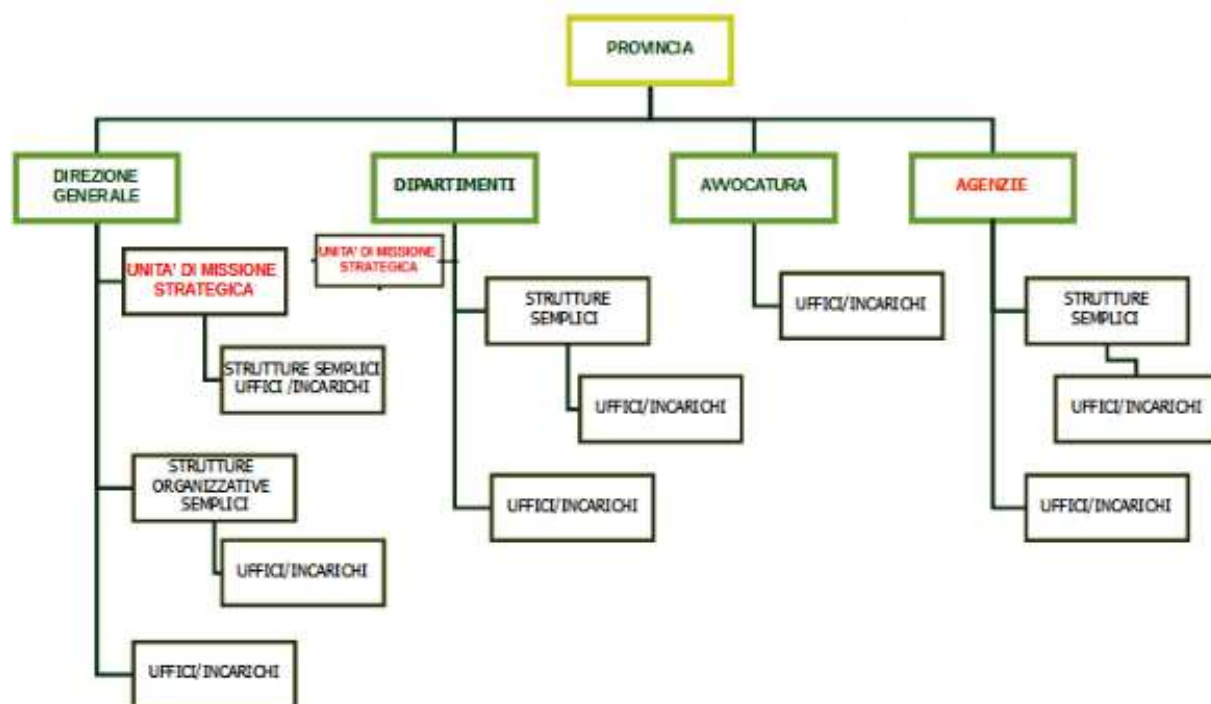 PROVINCIA
DIREZIONE
GENERALE
DIPARTIMENTI
AVVOCATURA
AGENZIE
UNITA' DI MISSIONE
STRATEGICA
UNITA' DI MISSIONE
STRATEGICA
STRUTTURE
SEMPLICI
UFFICI/INCARICHI
STRUTTURE
SEMPLICI
STRUTTURE SEMPLICI
UFFICI /INCARICHI
UFFICI/INCARICHI
UFFICI/INCARICHI
STRUTTURE
ORGANIZZATIVE
SEMPLICI
UFFICI/INCARICHI
UFFICI/INCARICHI
UFFICI/INCARICHI
UFFICI/INCARICHI